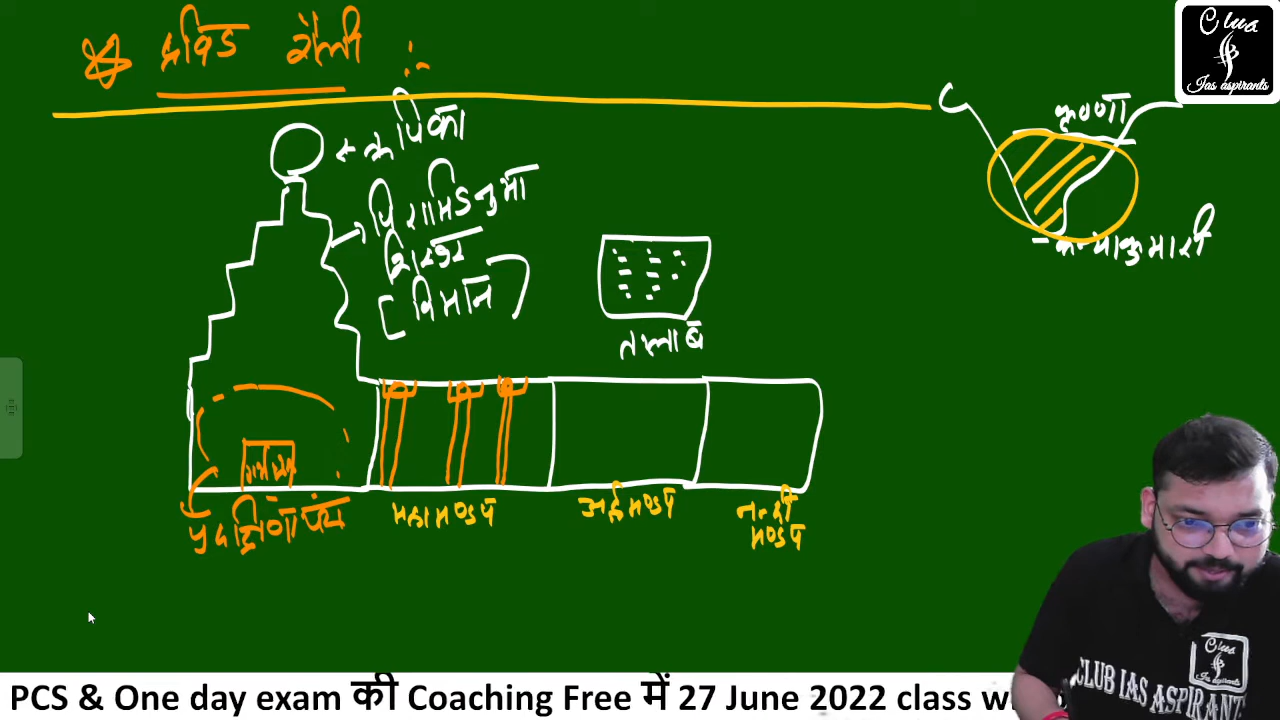 द्रविड शैली :-
Club
Ias aspirants
कृष्णा
स्तूपिका
पिरामिडनुमा
शिखर
[विमान]
कन्याकुमारी
तालाब
गर्भगृह
प्रदक्षिणा पथ
महामण्डप
अर्द्धमण्डप
नन्दी
मण्डप
CLUB IAS ASPIRANTS
PCS & One day exam की Coaching Free में 27 June 2022 class w